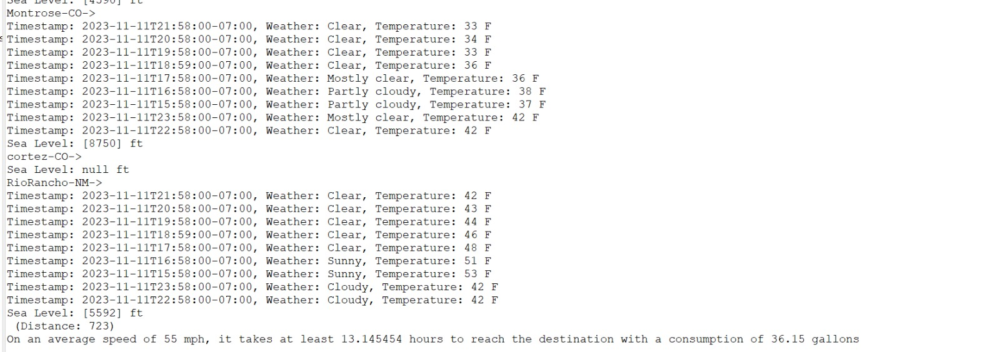 Sea Level: [4590] ft
Montrose-CO->
Timestamp: 2023-11-11T21:58:00-07:00, Weather: Clear, Temperature: 33 F
Timestamp: 2023-11-11T20:58:00-07:00, Weather: Clear, Temperature: 34 F
Timestamp: 2023-11-11T19:58:00-07:00, Weather: Clear, Temperature: 33 F
Timestamp: 2023-11-11T18:59:00-07:00, Weather: Clear, Temperature: 36 F
Timestamp: 2023-11-11T17:58:00-07:00, Weather: Mostly clear, Temperature: 36 F
Timestamp: 2023-11-11T16:58:00-07:00, Weather: Partly cloudy, Temperature: 38 F
Timestamp: 2023-11-11T15:58:00-07:00, Weather: Partly cloudy, Temperature: 37 F
Timestamp: 2023-11-11T23:58:00-07:00, Weather: Mostly clear, Temperature: 42 F
Timestamp: 2023-11-11T22:58:00-07:00, Weather: Clear, Temperature: 42 F
Sea Level: [8750] ft
cortez-CO->
Sea Level: null ft
RioRancho-NM->
Timestamp: 2023-11-11T21:58:00-07:00, Weather: Clear, Temperature: 42 F
Timestamp: 2023-11-11T20:58:00-07:00, Weather: Clear, Temperature: 43 F
Timestamp: 2023-11-11T19:58:00-07:00, Weather: Clear, Temperature: 44 F
Timestamp: 2023-11-11T18:59:00-07:00, Weather: Clear, Temperature: 46 F
Timestamp: 2023-11-11T17:58:00-07:00, Weather: Clear, Temperature: 48 F
Timestamp: 2023-11-11T16:58:00-07:00, Weather: Sunny, Temperature: 51 F
Timestamp: 2023-11-11T15:58:00-07:00, Weather: Sunny, Temperature: 53 F
Timestamp: 2023-11-11T23:58:00-07:00, Weather: Cloudy, Temperature: 42 F
Timestamp: 2023-11-11T22:58:00-07:00, Weather: Cloudy, Temperature: 42 F
Sea Level: [5592] ft
(Distance: 723)
On an average speed of 55 mph, it takes at least 13.145454 hours to reach the destination with a consumption of 36.15 gallons